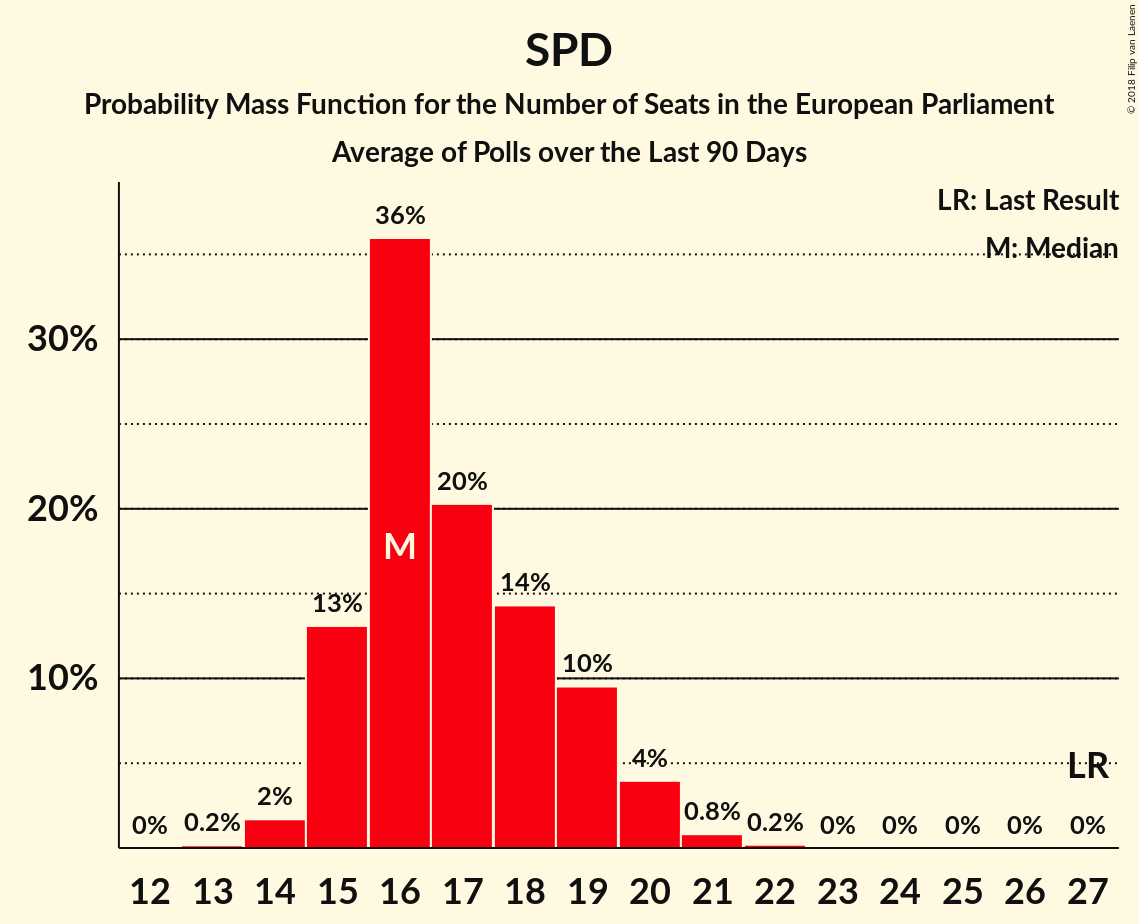 SPD
Probability Mass Function for the Number of Seats in the European Parliament
Average of Polls over the Last 90 Days
© 2018 Filip van Laenen
LR: Last Result
M: Median
36%
30%
20%
20%
M
14%
13%
10%
10%
4%
LR
2%
0% 0.2% 0.8% 0.2% 0% 0% 0% 0% 0%
12 13 14 15 16 17 18 19 20 21 22 23 24 25 26 27